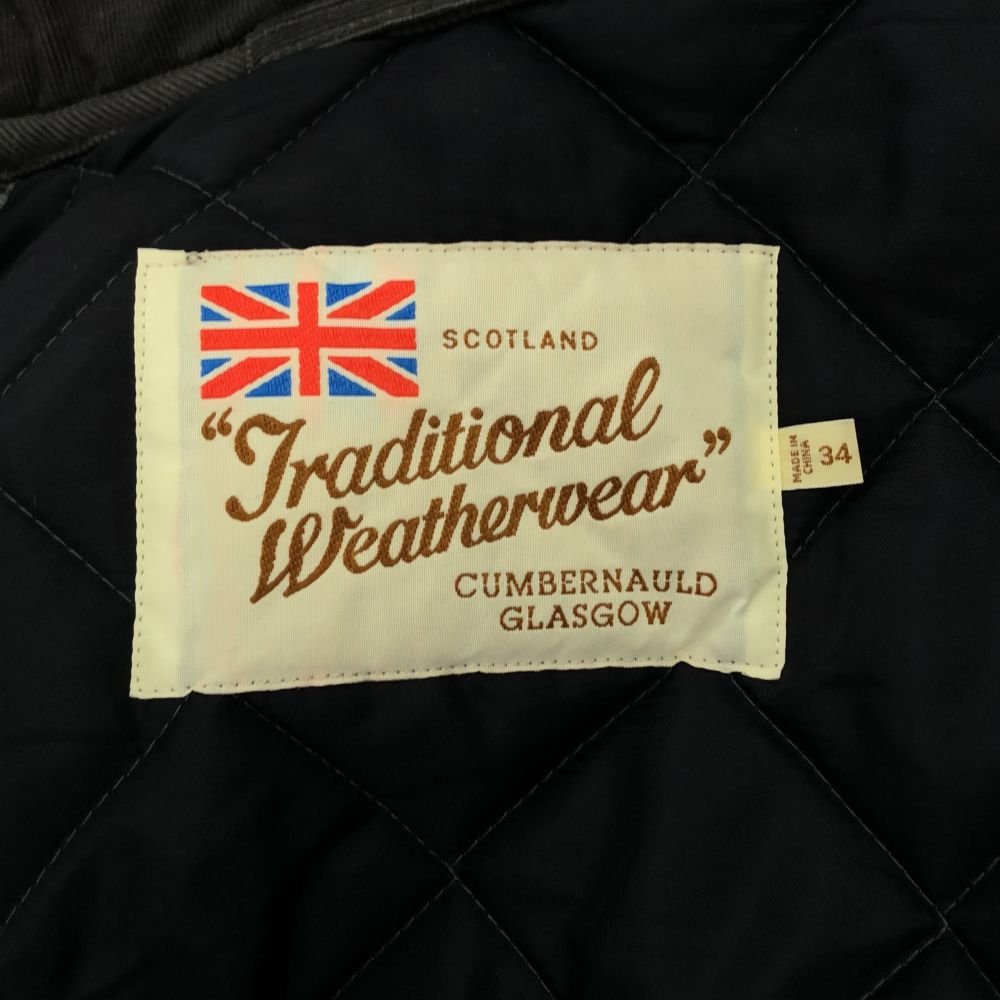 SCOTLAND
"Traditional
Weatherwear"
CUMBERNAULD
GLASGOW
MADE IN
CHINA
34